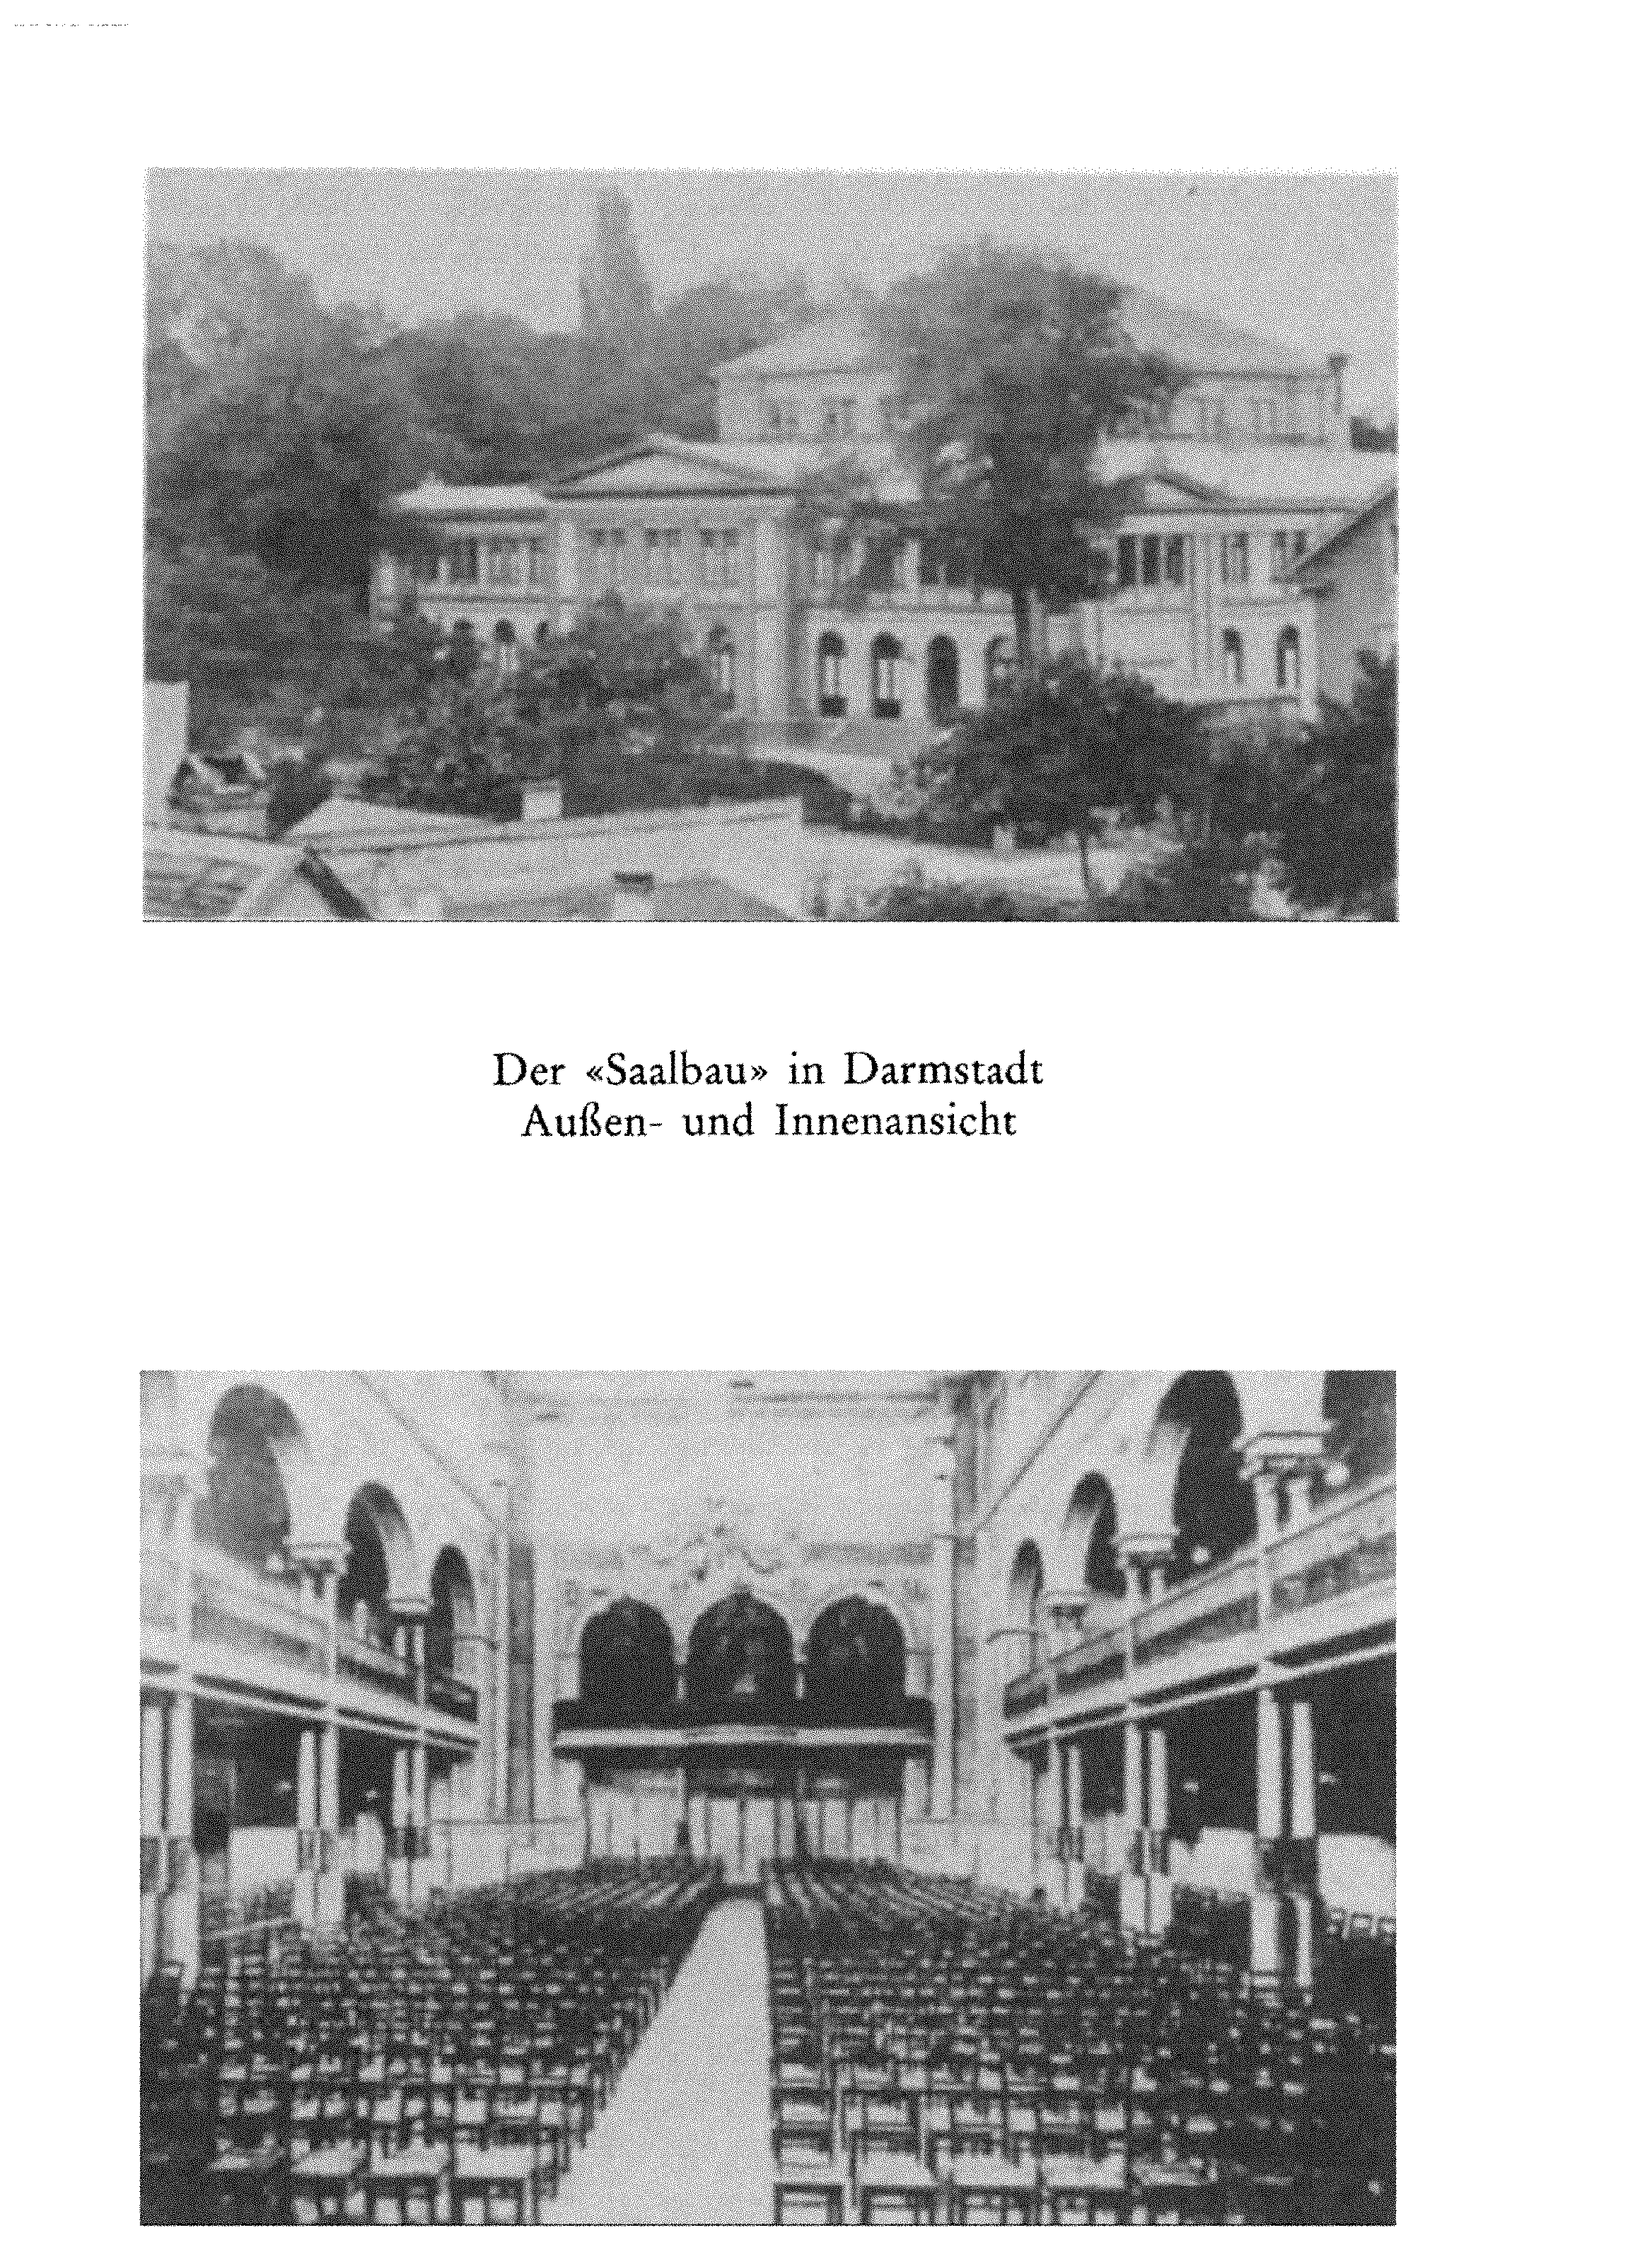 Der «Saalbau» in Darmstadt
Außen- und Innenansicht